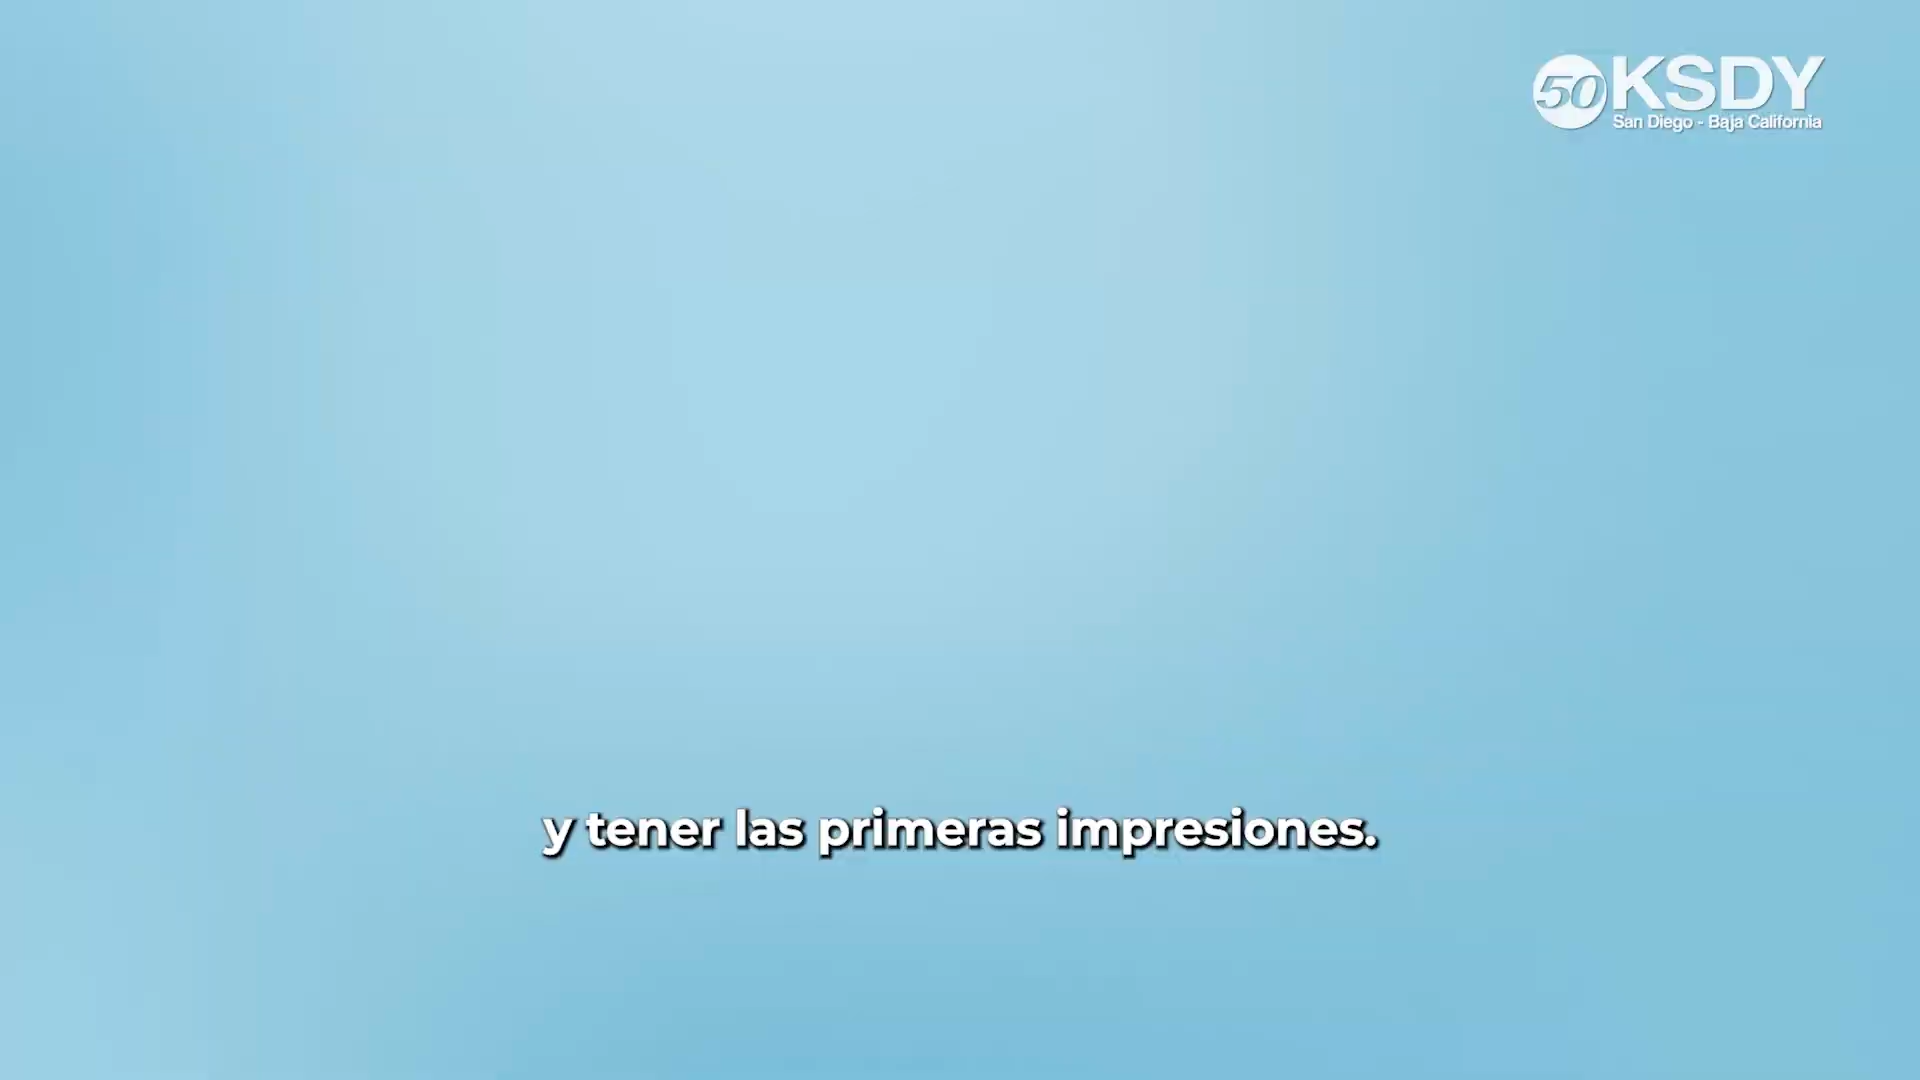 50 KSDY
San Diego - Baja California
y tener las primeras impresiones.